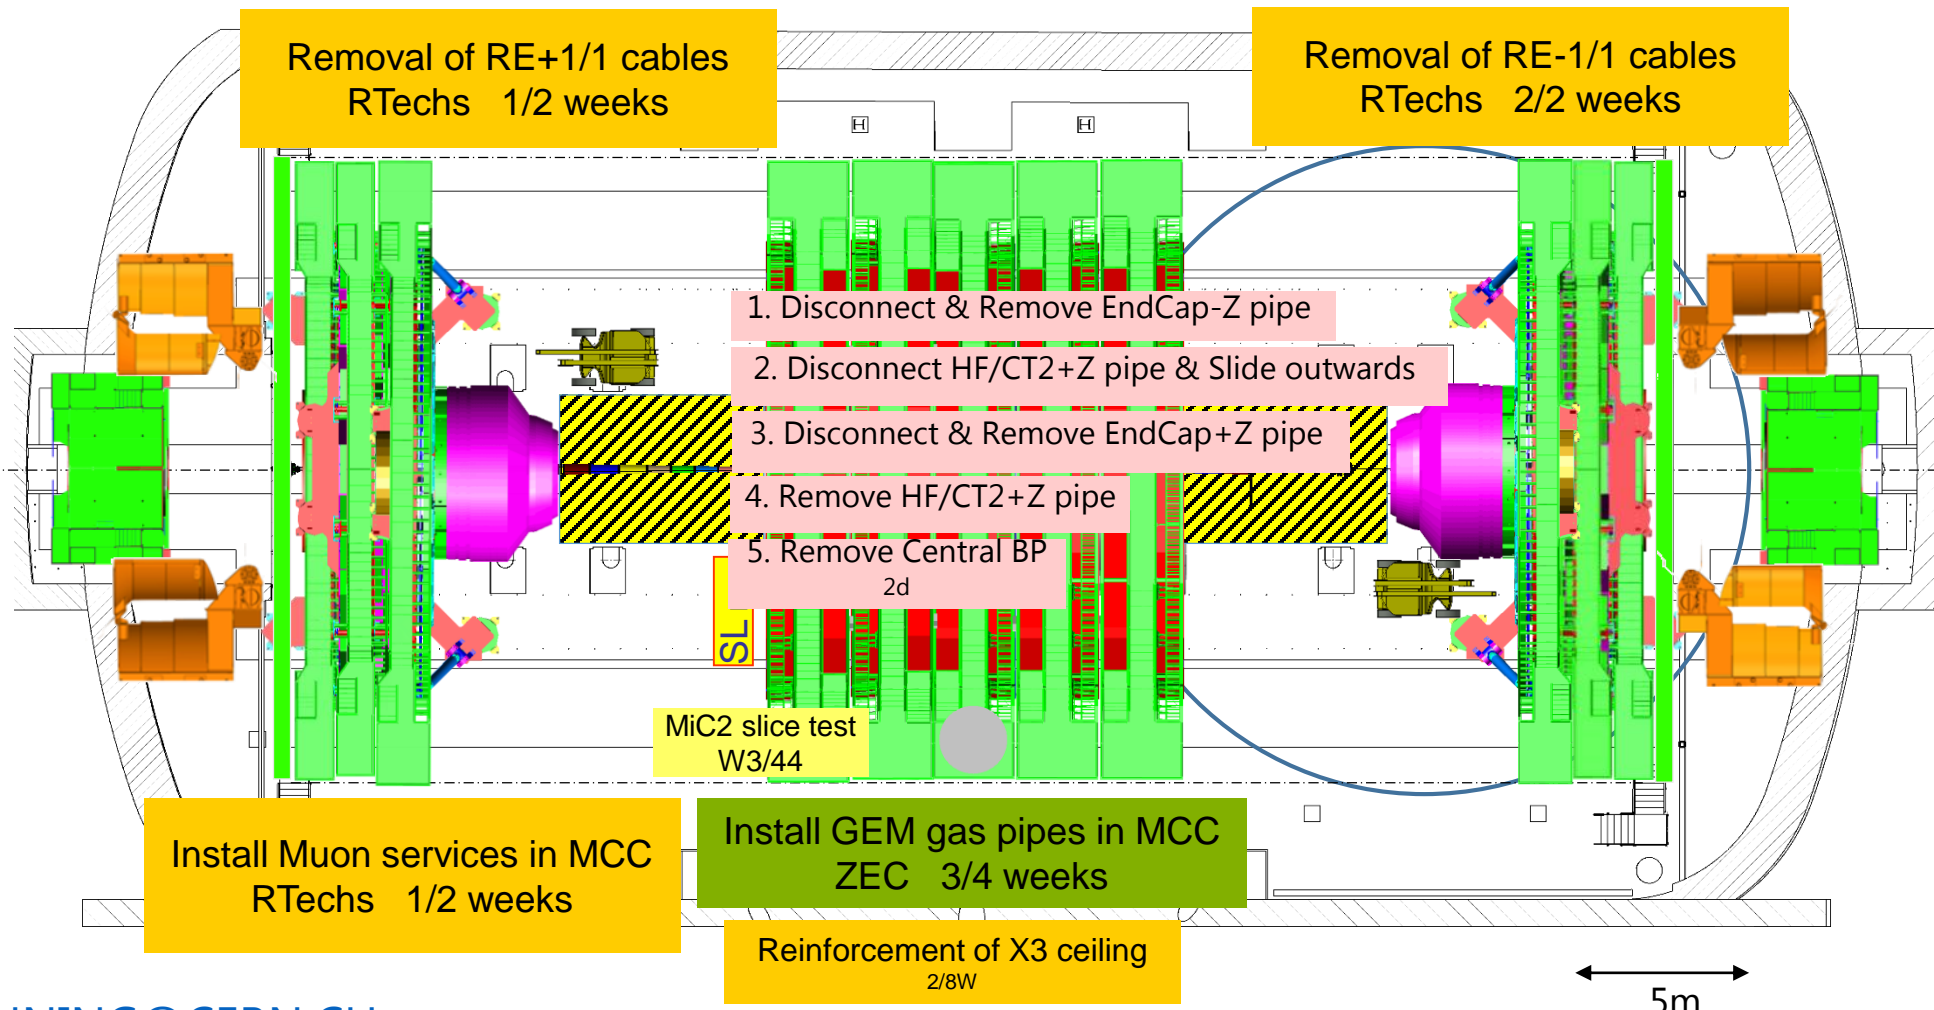 Removal of RE+1/1 cables
RTechs 1/2 weeks
Removal of RE-1/1 cables
RTechs 2/2 weeks
H
H
1. Disconnect & Remove EndCap-Z pipe
2. Disconnect HF/CT2+Z pipe & Slide outwards
3. Disconnect & Remove EndCap+Z pipe
4. Remove HF/CT2+Z pipe
5. Remove Central BP
2d
SL
MiC2 slice test
W3/44
Install Muon services in MCC
RTechs 1/2 weeks
Install GEM gas pipes in MCC
ZEC 3/4 weeks
Reinforcement of X3 ceiling
2/8W
5m